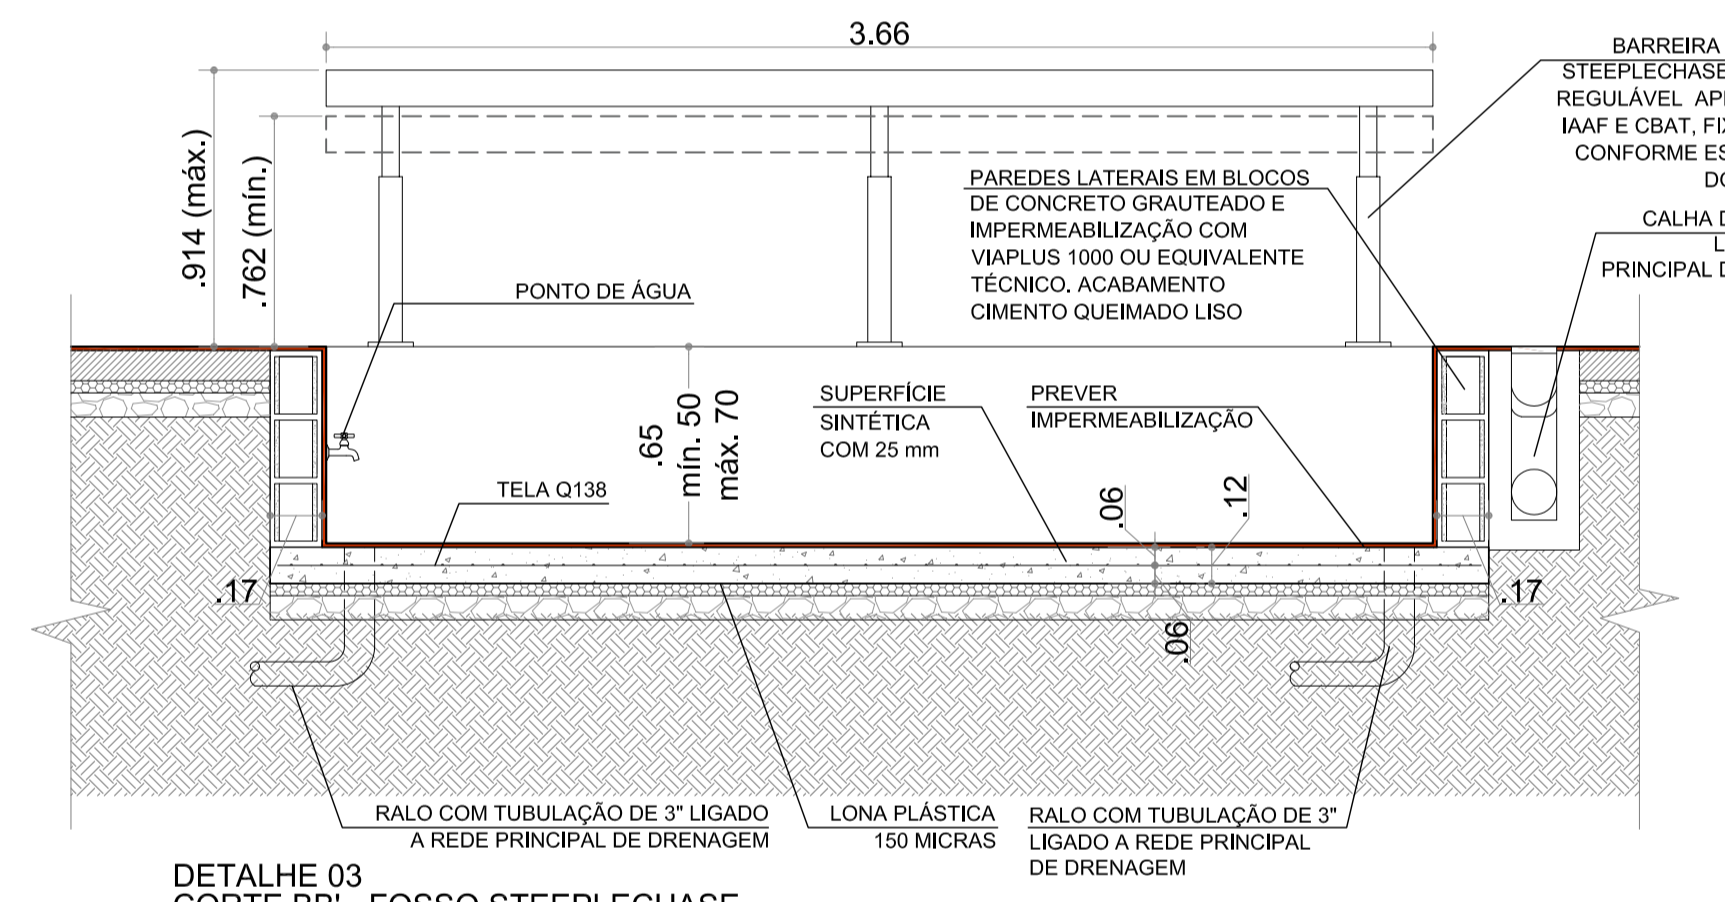 3.66
BARREIRA
STEEPLECHASE
REGULÁVEL
IAAF E CBAT,
CONFORME
.914 (máx.)
.762 (mín.)
PAREDES LATERAIS EM BLOCOS
DE CONCRETO GRAUTEADO E
IMPERMEABILIZAÇÃO COM
VIAPLUS 1000 OU EQUIVALENTE
TÉCNICO. ACABAMENTO
CIMENTO QUEIMADO LISO
CALHA
PRINCIPAL
PONTO DE ÁGUA
.65
mín. 50
máx. 70
SUPERFÍCIE
SINTÉTICA
COM 25 mm
PREVER
IMPERMEABILIZAÇÃO
TELA Q138
.06
.12
.17
.17
.06
RALO COM TUBULAÇÃO DE 3" LIGADO
A REDE PRINCIPAL DE DRENAGEM
LONA PLÁSTICA
150 MICRAS
RALO COM TUBULAÇÃO DE 3"
LIGADO A REDE PRINCIPAL
DE DRENAGEM
DETALHE 03
CORTE BB' - FOSSO STEEPLECHASE